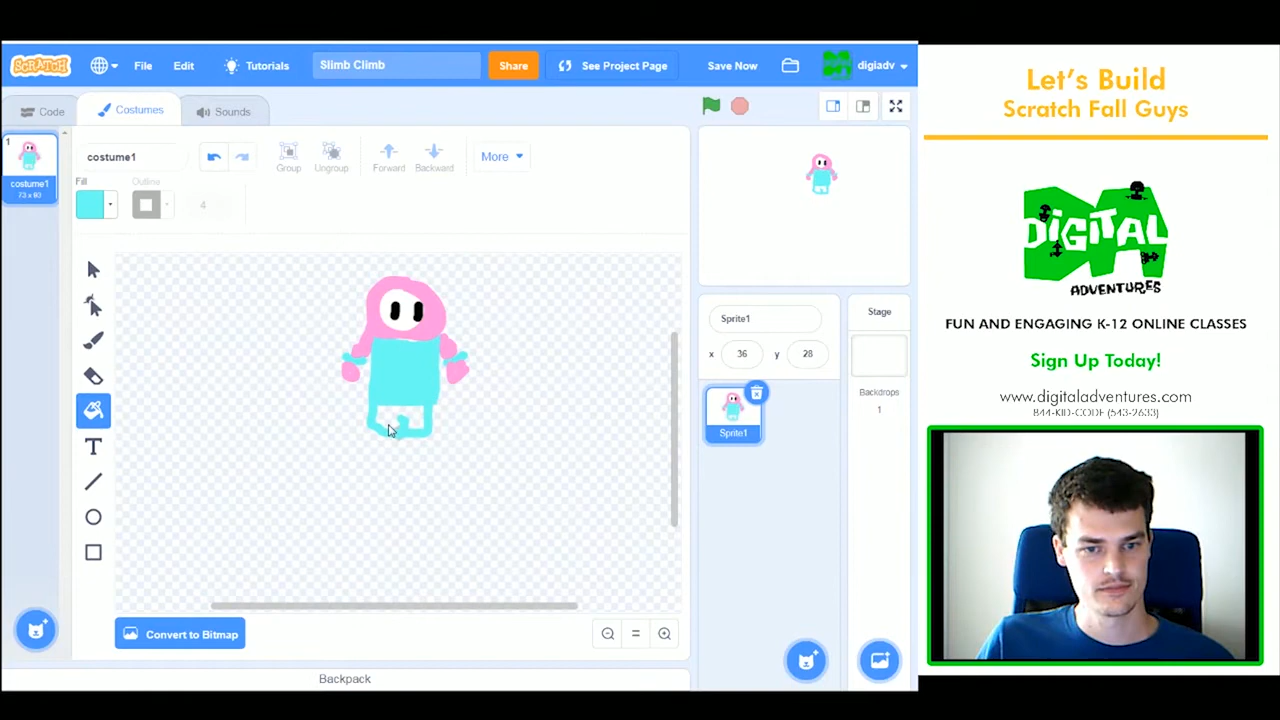 SCRATCH
File
Edit
Tutorials
Slimb Climb
Share
See Project Page
Save Now
digiadv
Code
Costumes
Sounds
1
costume1
73 x 93
costume1
Group
Ungroup
Forward
Backward
More
Fill
Outline
4
Convert to Bitmap
Backpack
Sprite1
x
36
y
28
Sprite1
Stage
Backdrops
1
Let's Build
Scratch Fall Guys
DIGITAL
ADVENTURES
FUN AND ENGAGING K-12 ONLINE CLASSES
Sign Up Today!
www.digitaladventures.com
844-KID-CODE (543-2633)